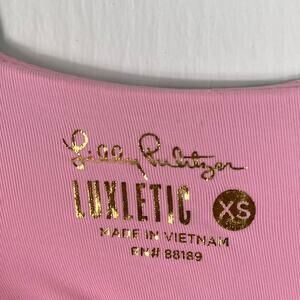 Lilly Pulitzer
LUXLETIC XS
MADE IN VIETNAM
RN# 88189